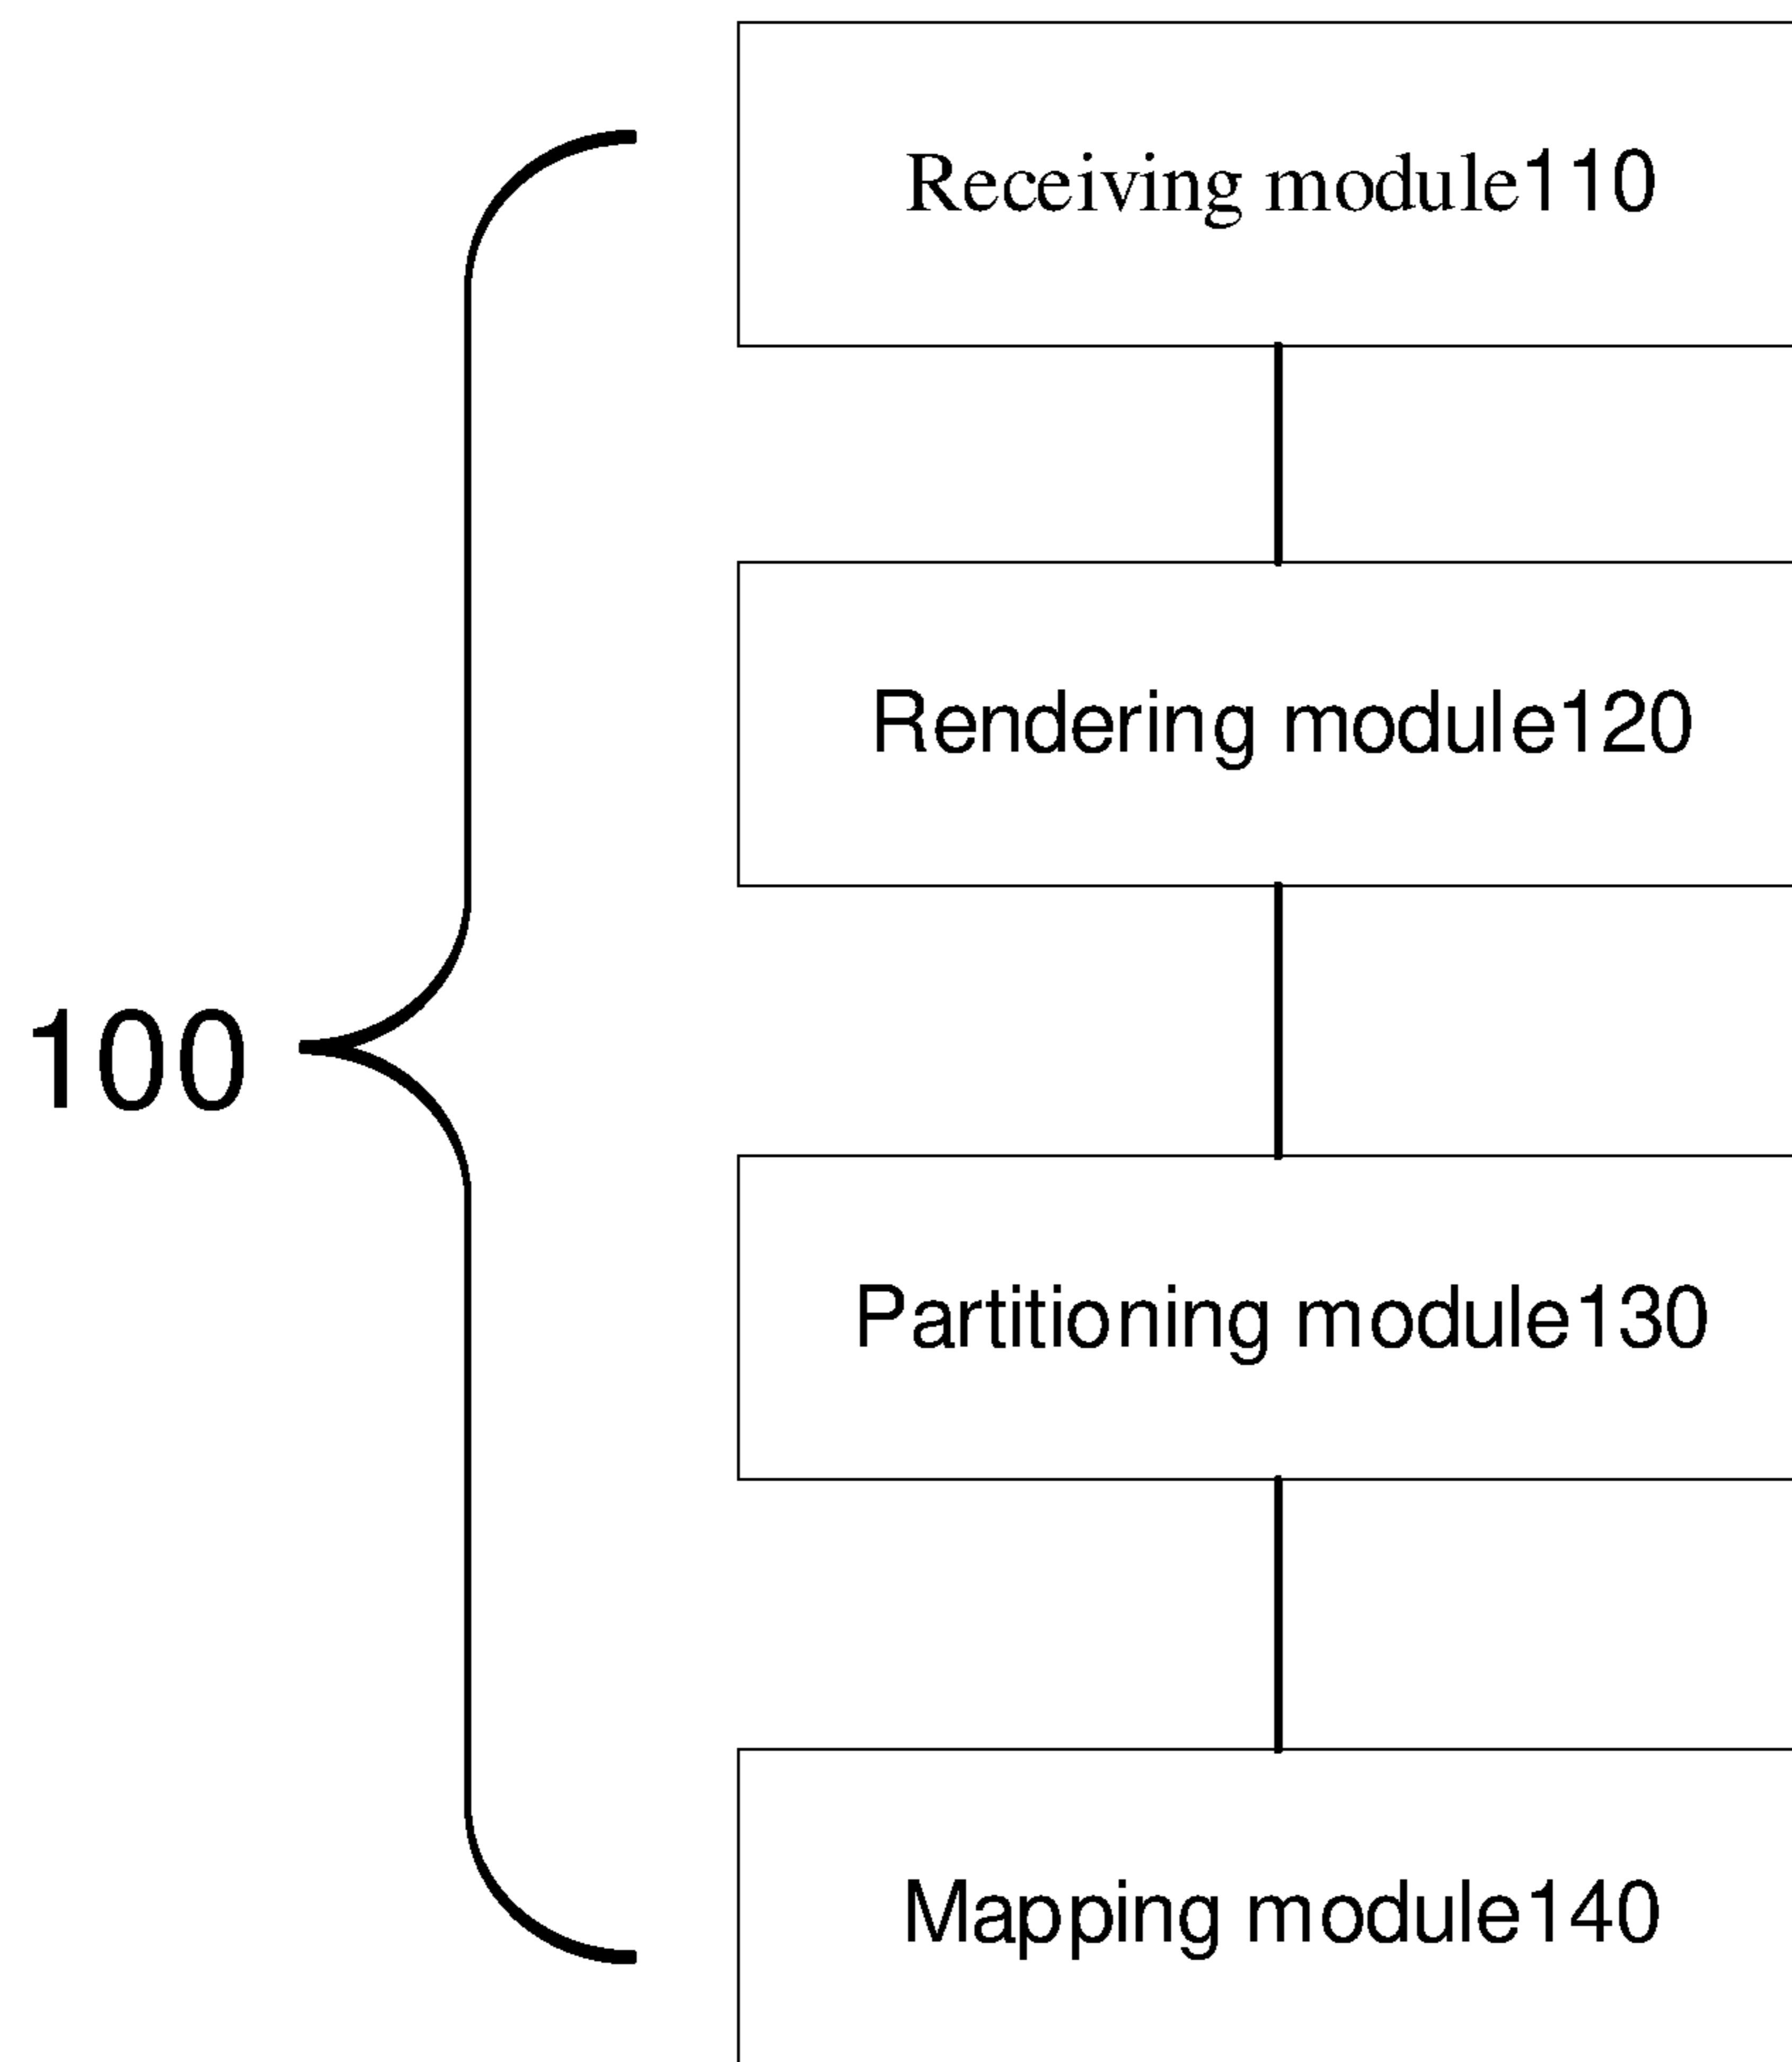 Receiving module110
Rendering module120
100
Partitioning module130
Mapping module140